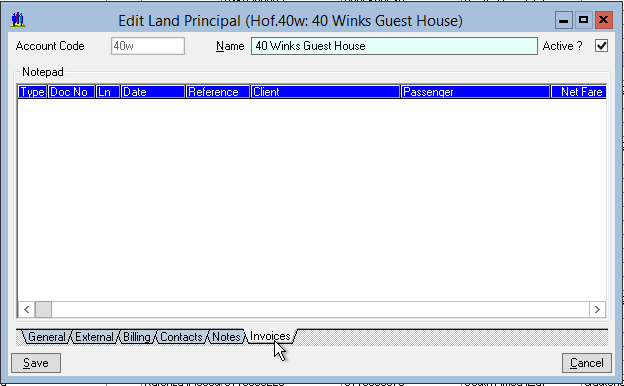 Edit Land Principal (Hof.40w: 40 Winks Guest House)
Account Code 40w Name 40 Winks Guest House Active ?
Notepad
Type Doc No Ln Date Reference Client Passenger Net Fare
General External Billing Contacts Notes Invoices
Save Cancel